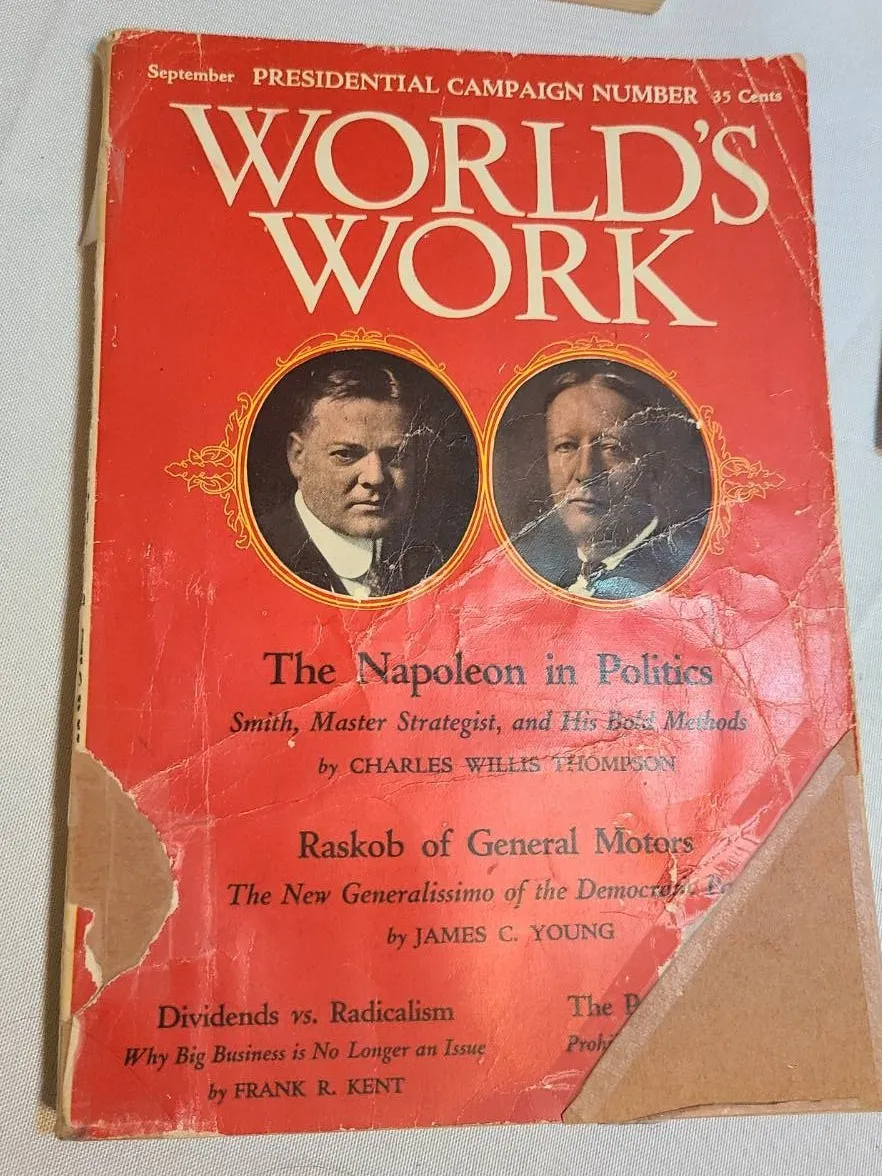 September PRESIDENTIAL CAMPAIGN NUMBER 35 Cents
WORLD'S
WORK
The Napoleon in Politics
Smith, Master Strategist, and His Bold Methods
by CHARLES WILLIS THOMPSON
Raskob of General Motors
The New Generalissimo of the Democratic
by JAMES C. YOUNG
Dividends vs. Radicalism
Why Big Business is No Longer an Issue
by FRANK R. KENT
The